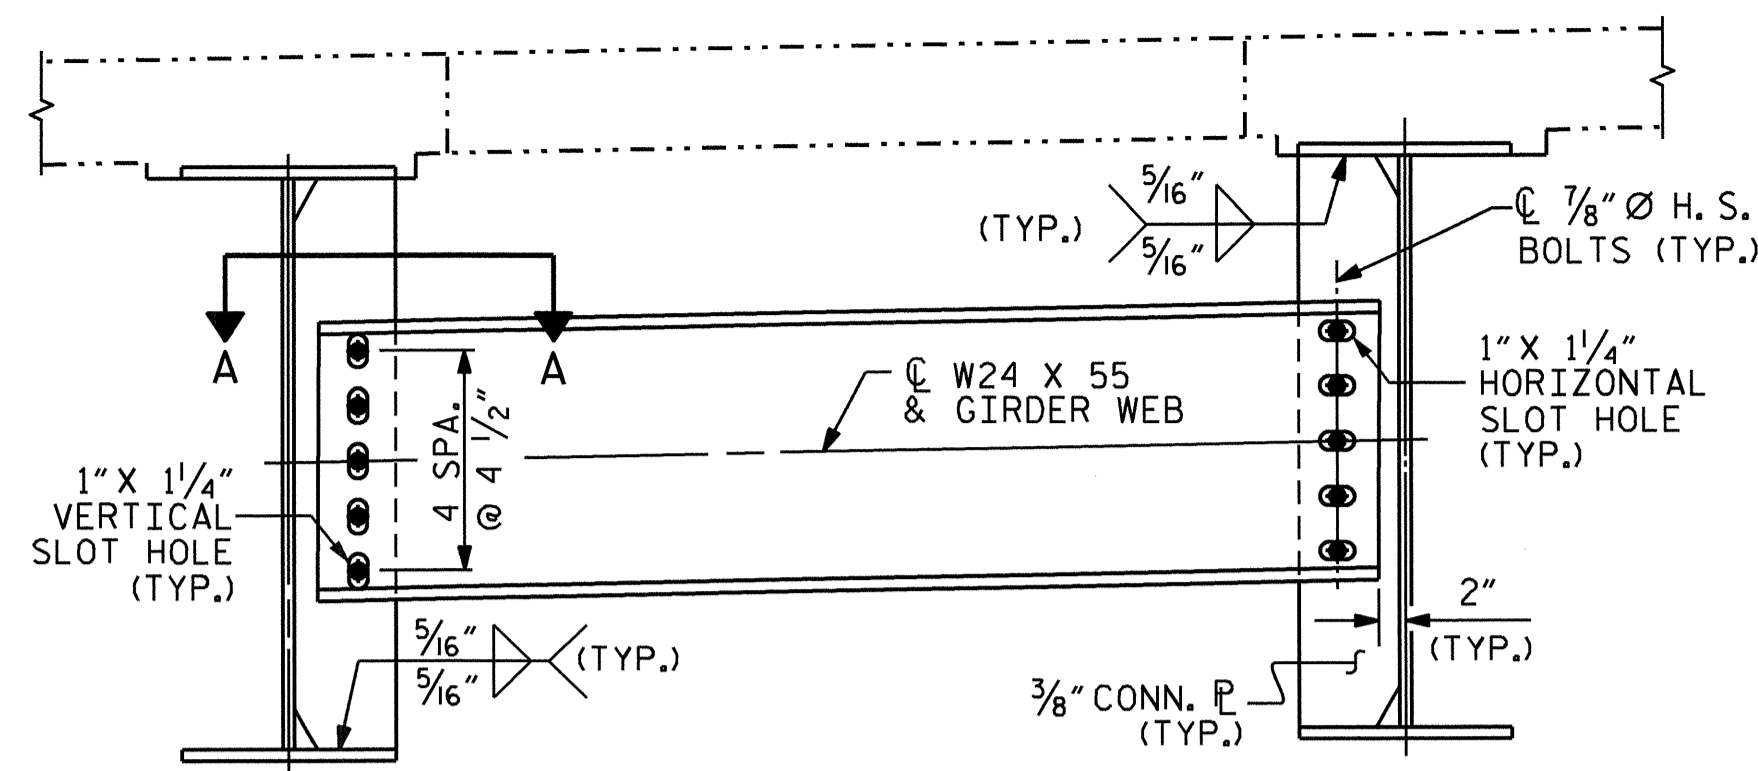 5/16"
5/16"
(TYP.)
℄ 7/8" Ø H. S.
BOLTS (TYP.)
A
A
4 SPA.
@ 4 1/2"
℄ W24 X 55
& GIRDER WEB
1" X 1 1/4"
HORIZONTAL
SLOT HOLE
(TYP.)
1" X 1 1/4"
VERTICAL
SLOT HOLE
(TYP.)
5/16"
5/16"
(TYP.)
2"
(TYP.)
3/8" CONN. ⅊
(TYP.)